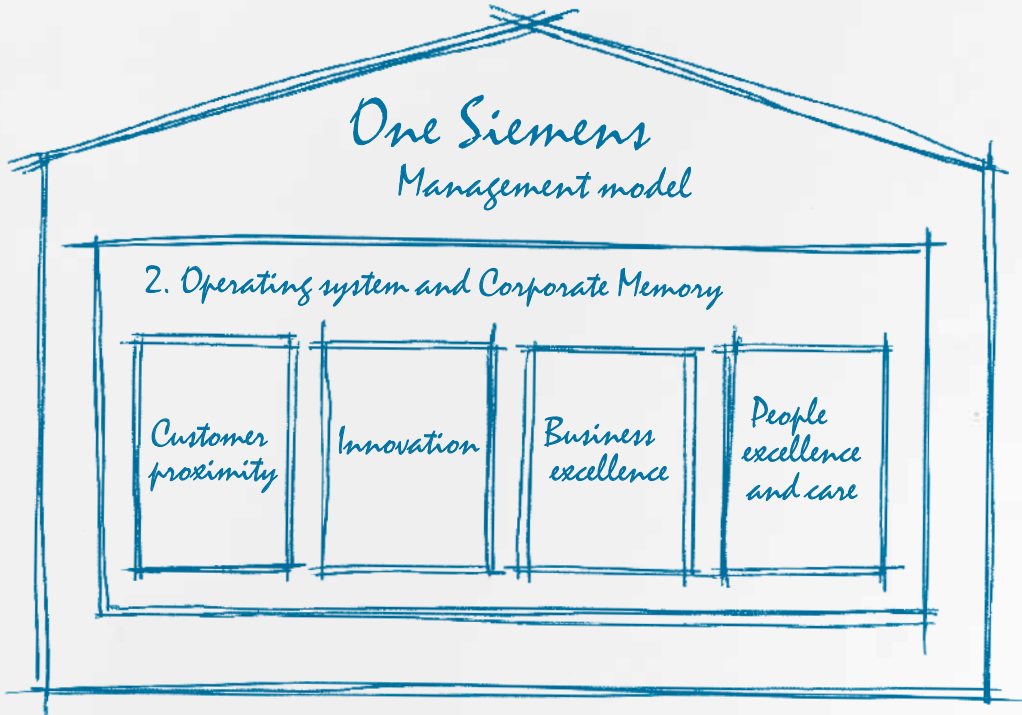 One Siemens
Management model
2. Operating system and Corporate Memory
Customer
proximity
Innovation
Business
excellence
People
excellence
and care